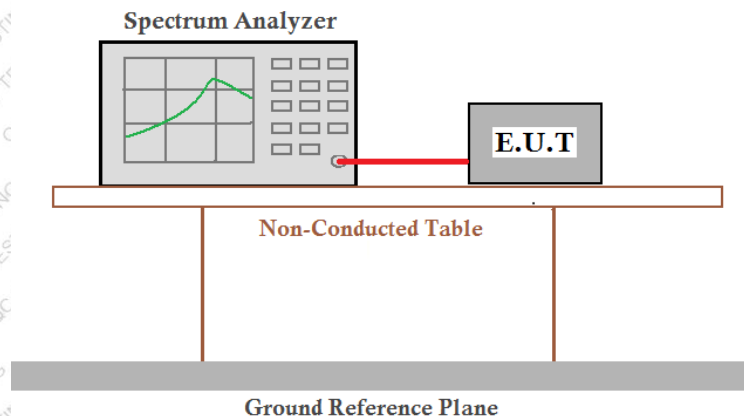 Spectrum Analyzer
E.U.T
Non-Conducted Table
Ground Reference Plane